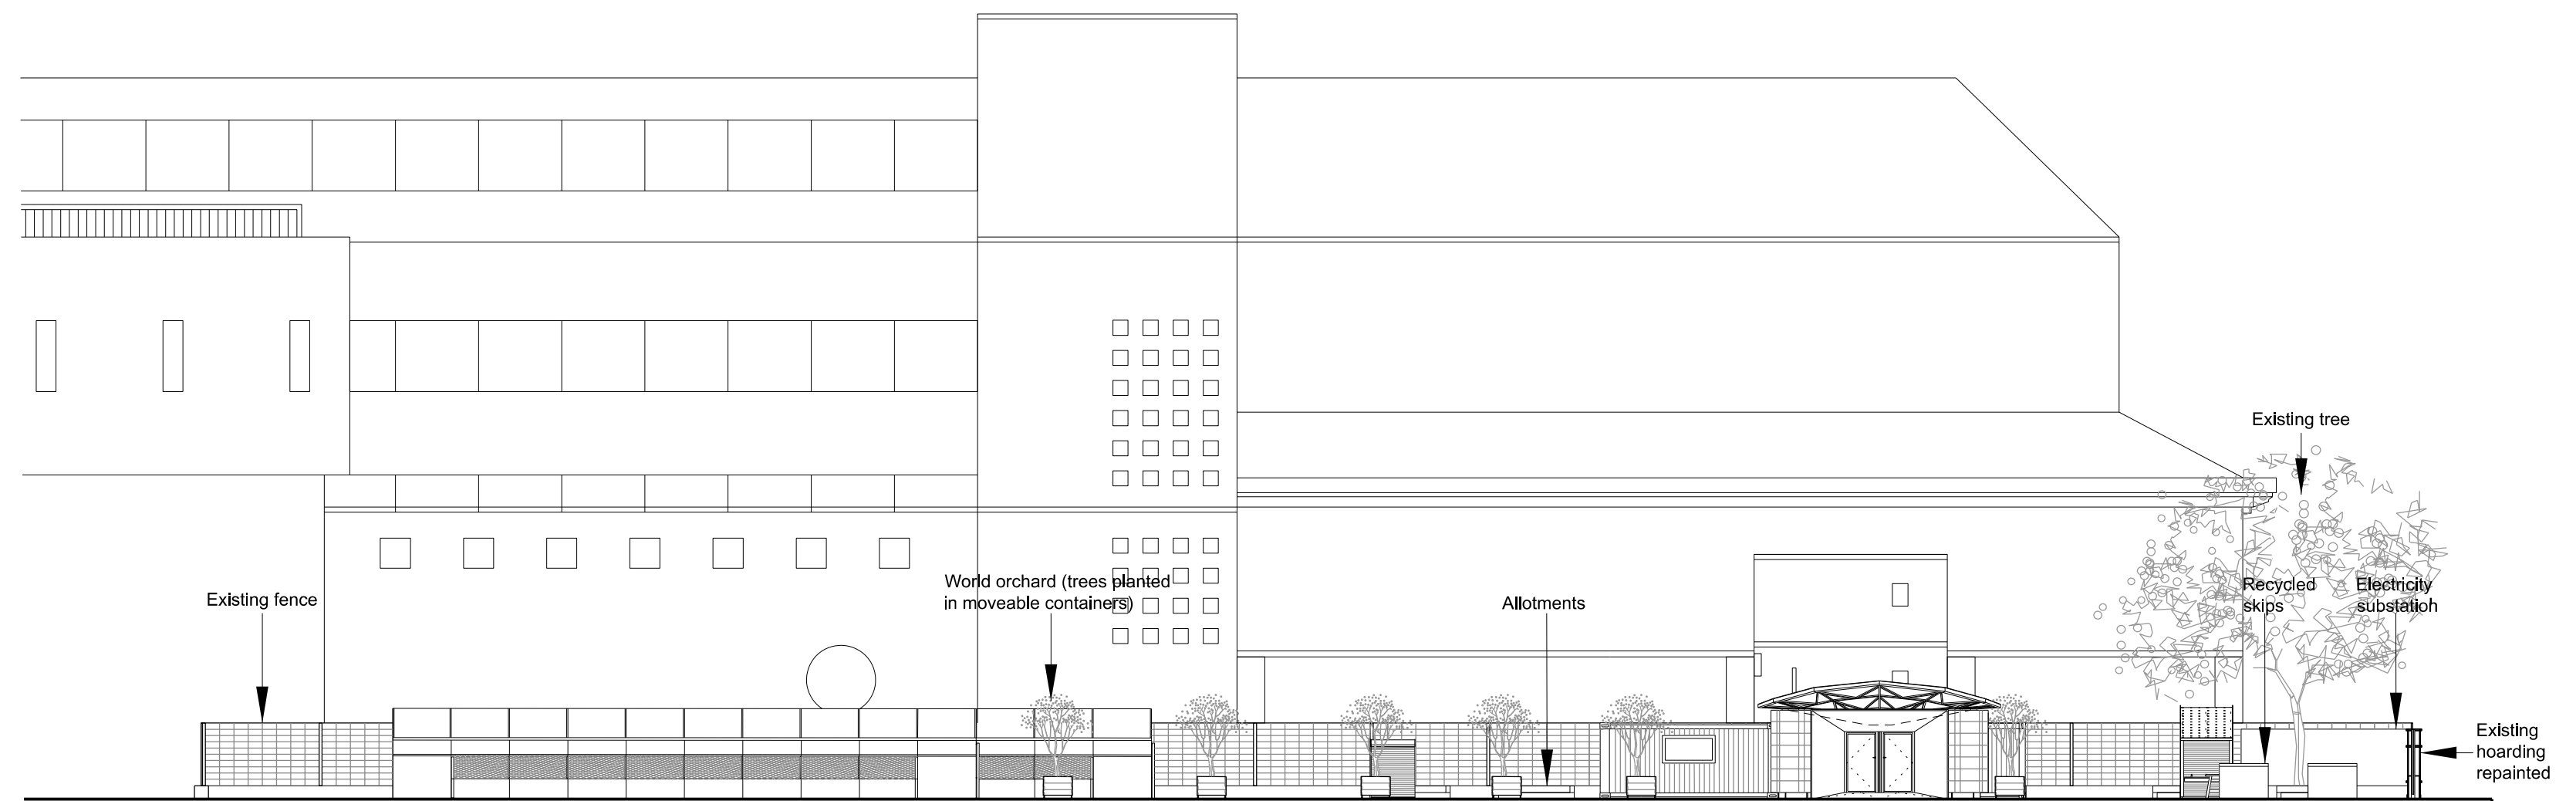 Existing tree
Existing fence
World orchard (trees planted
in moveable containers)
Allotments
Recycled
skips
Electricity
substation
Existing
hoarding
repainted